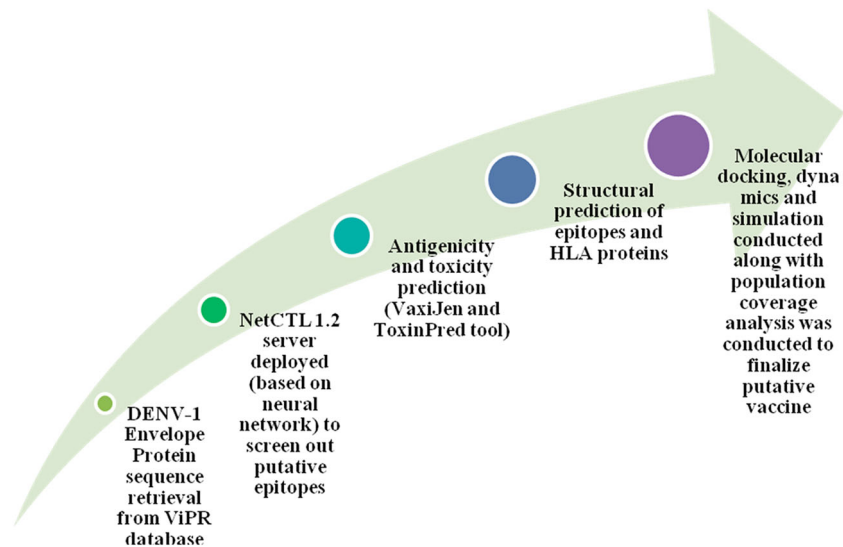 DENV-1
Envelope
Protein
sequence
retrieval
from ViPR
database
NetCTL 1.2
server
deployed
(based on
neural
network) to
screen out
putative
epitopes
Antigenicity
and toxicity
prediction
(VaxiJen and
ToxinPred tool)
Structural
prediction of
epitopes and
HLA proteins
Molecular
docking, dyna
mics and
simulation
conducted
along with
population
coverage
analysis was
conducted to
finalize
putative
vaccine